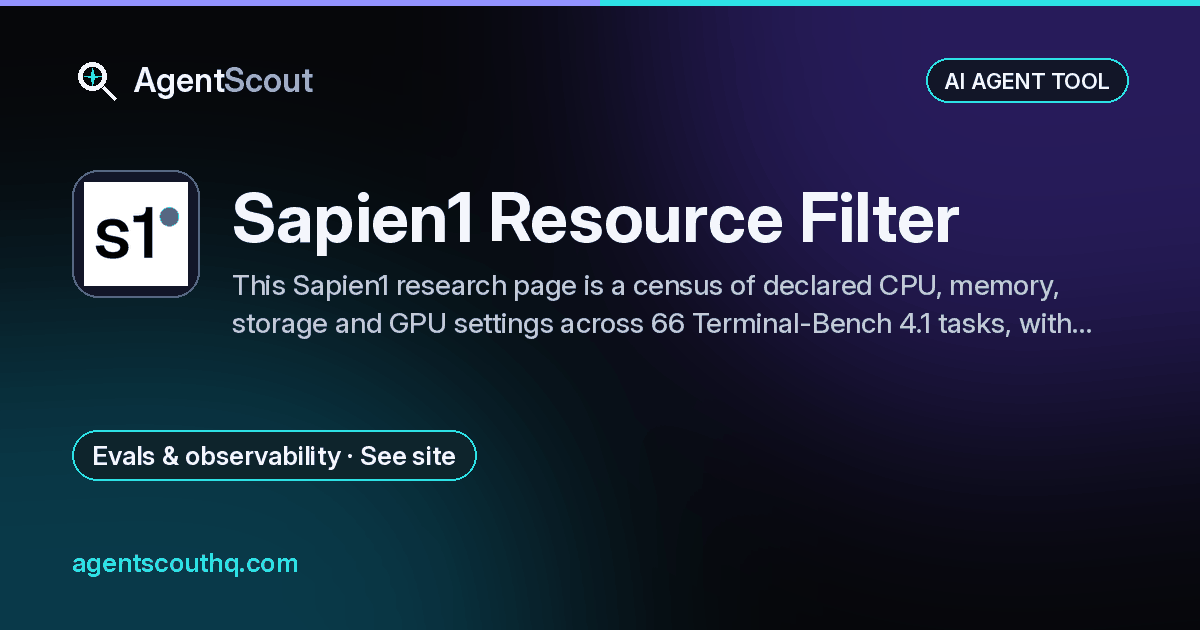 AgentScout
AI AGENT TOOL
s1
Sapien1 Resource Filter
This Sapien1 research page is a census of declared CPU, memory,
storage and GPU settings across 66 Terminal-Bench 4.1 tasks, with...
Evals & observability · See site
agentscouthq.com